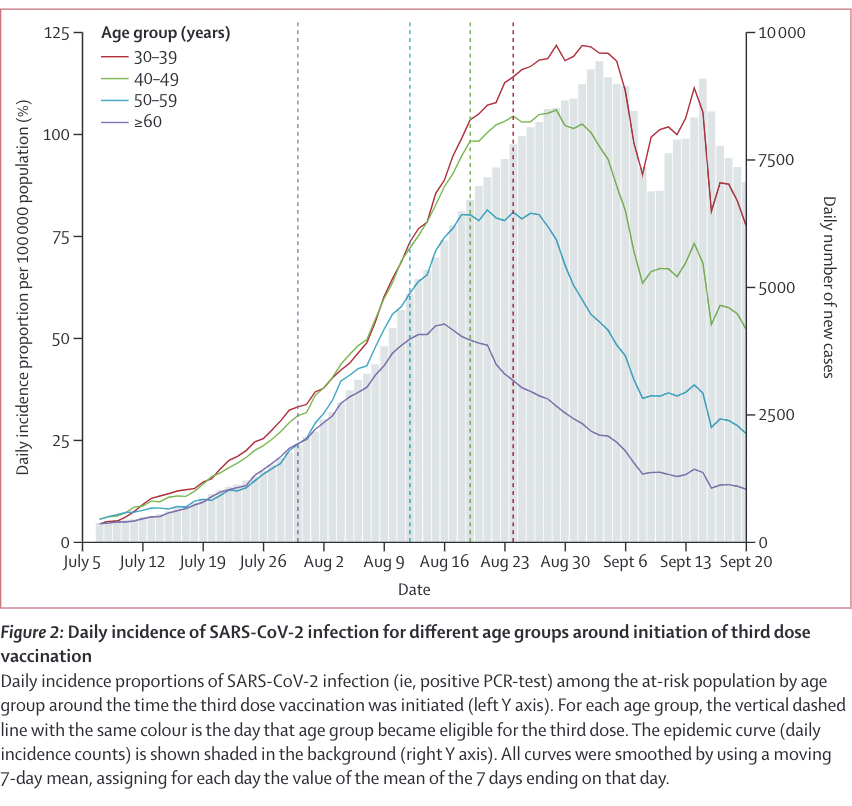 Age group (years)
30–39
40–49
50–59
≥60
125
100
75
50
25
0
Daily incidence proportion per 100 000 population (%)
10 000
7500
5000
2500
0
Daily number of new cases
July 5
July 12
July 19
July 26
Aug 2
Aug 9
Aug 16
Aug 23
Aug 30
Sept 6
Sept 13
Sept 20
Date
Figure 2: Daily incidence of SARS-CoV-2 infection for different age groups around initiation of third dose
vaccination
Daily incidence proportions of SARS-CoV-2 infection (ie, positive PCR-test) among the at-risk population by age
group around the time the third dose vaccination was initiated (left Y axis). For each age group, the vertical dashed
line with the same colour is the day that age group became eligible for the third dose. The epidemic curve (daily
incidence counts) is shown shaded in the background (right Y axis). All curves were smoothed by using a moving
7-day mean, assigning for each day the value of the mean of the 7 days ending on that day.